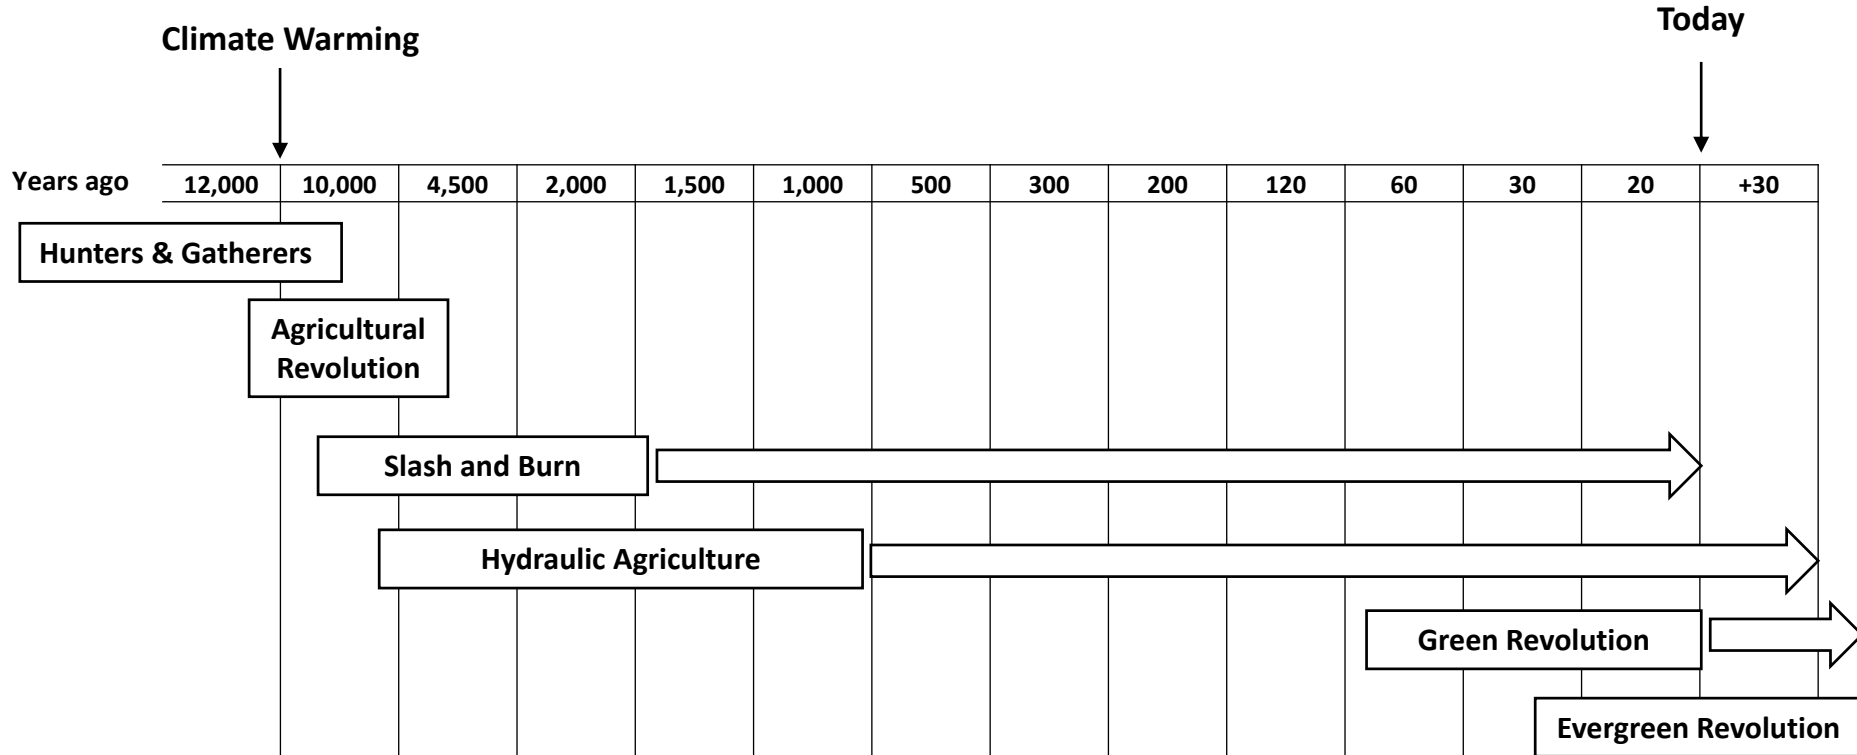 Climate Warming
Today
Years ago 12,000 10,000 4,500 2,000 1,500 1,000 500 300 200 120 60 30 20 +30
Hunters & Gatherers
Agricultural
Revolution
Slash and Burn
Hydraulic Agriculture
Green Revolution
Evergreen Revolution